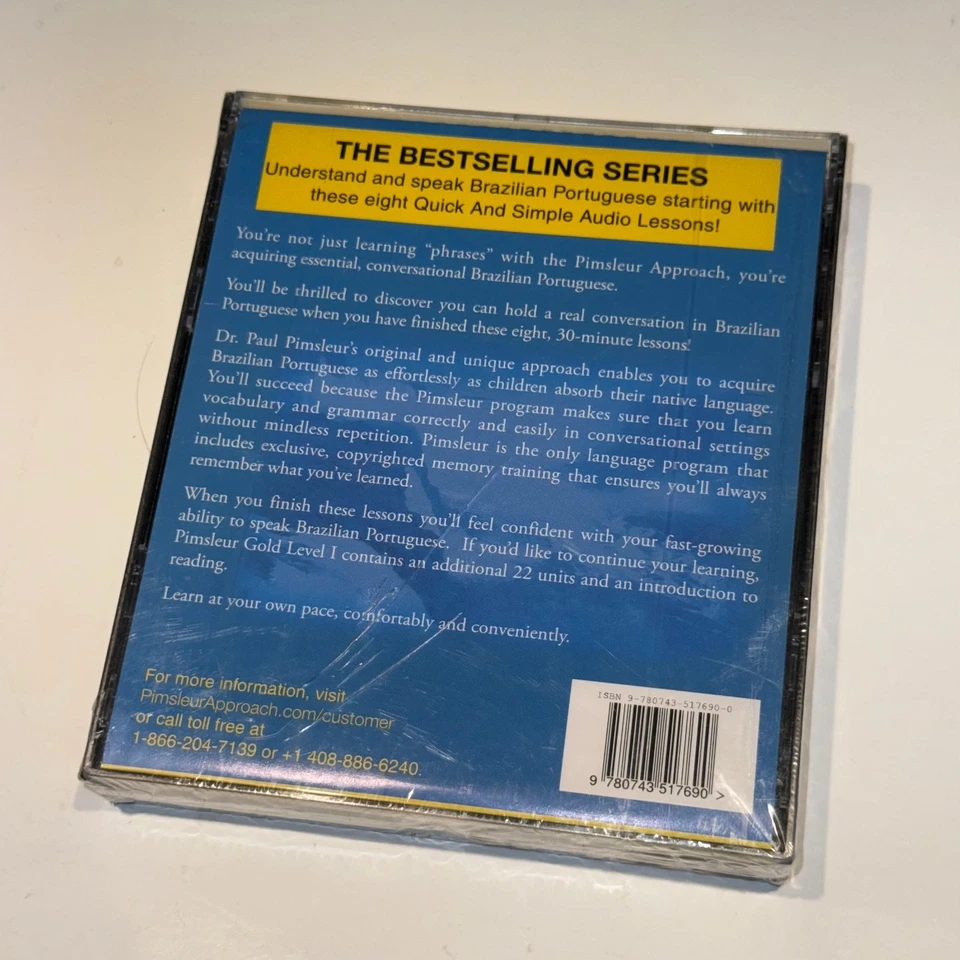 THE BESTSELLING SERIES
Understand and speak Brazilian Portuguese starting with
these eight Quick And Simple Audio Lessons!
You're not just learning “phrases” with the Pimsleur Approach, you're
acquiring essential, conversational Brazilian Portuguese.
You'll be thrilled to discover you can hold a real conversation in Brazilian
Portuguese when you have finished these eight, 30-minute lessons!
Dr. Paul Pimsleur's original and unique approach enables you to acquire
Brazilian Portuguese as effortlessly as children absorb their native language.
You'll succeed because the Pimsleur program makes sure that you learn
vocabulary and grammar correctly and easily in conversational settings
without mindless repetition. Pimsleur is the only language program that
includes exclusive, copyrighted memory training that ensures you'll always
remember what you've learned.
When you finish these lessons you'll feel confident with your fast-growing
ability to speak Brazilian Portuguese. If you'd like to continue your learning,
Pimsleur Gold Level I contains an additional 22 units and an introduction to
reading.
Learn at your own pace, comfortably and conveniently.
For more information, visit
PimsleurApproach.com/customer
or call toll free at
1-866-204-7139 or +1 408-886-6240.
ISBN 9-780743-517690-0
9 780743 517690 >